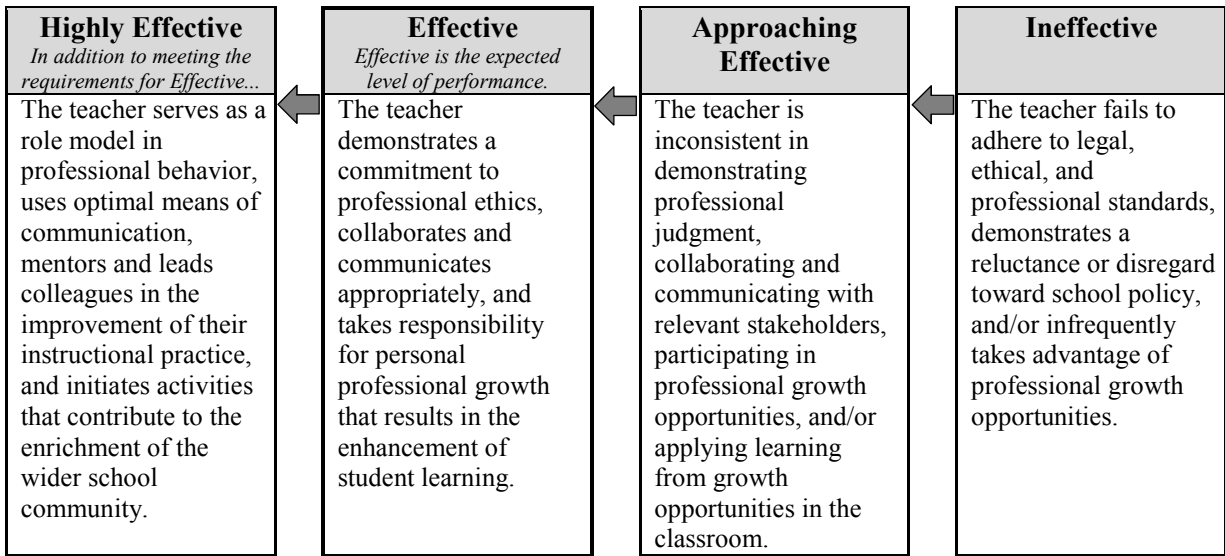 Highly Effective
In addition to meeting the
requirements for Effective...
The teacher serves as a
role model in
professional behavior,
uses optimal means of
communication,
mentors and leads
colleagues in the
improvement of their
instructional practice,
and initiates activities
that contribute to the
enrichment of the
wider school
community.
Effective
Effective is the expected
level of performance.
The teacher
demonstrates a
commitment to
professional ethics,
collaborates and
communicates
appropriately, and
takes responsibility
for personal
professional growth
that results in the
enhancement of
student learning.
Approaching
Effective
The teacher is
inconsistent in
demonstrating
professional
judgment,
collaborating and
communicating with
relevant stakeholders,
participating in
professional growth
opportunities, and/or
applying learning
from growth
opportunities in the
classroom.
Ineffective
The teacher fails to
adhere to legal,
ethical, and
professional standards,
demonstrates a
reluctance or disregard
toward school policy,
and/or infrequently
takes advantage of
professional growth
opportunities.